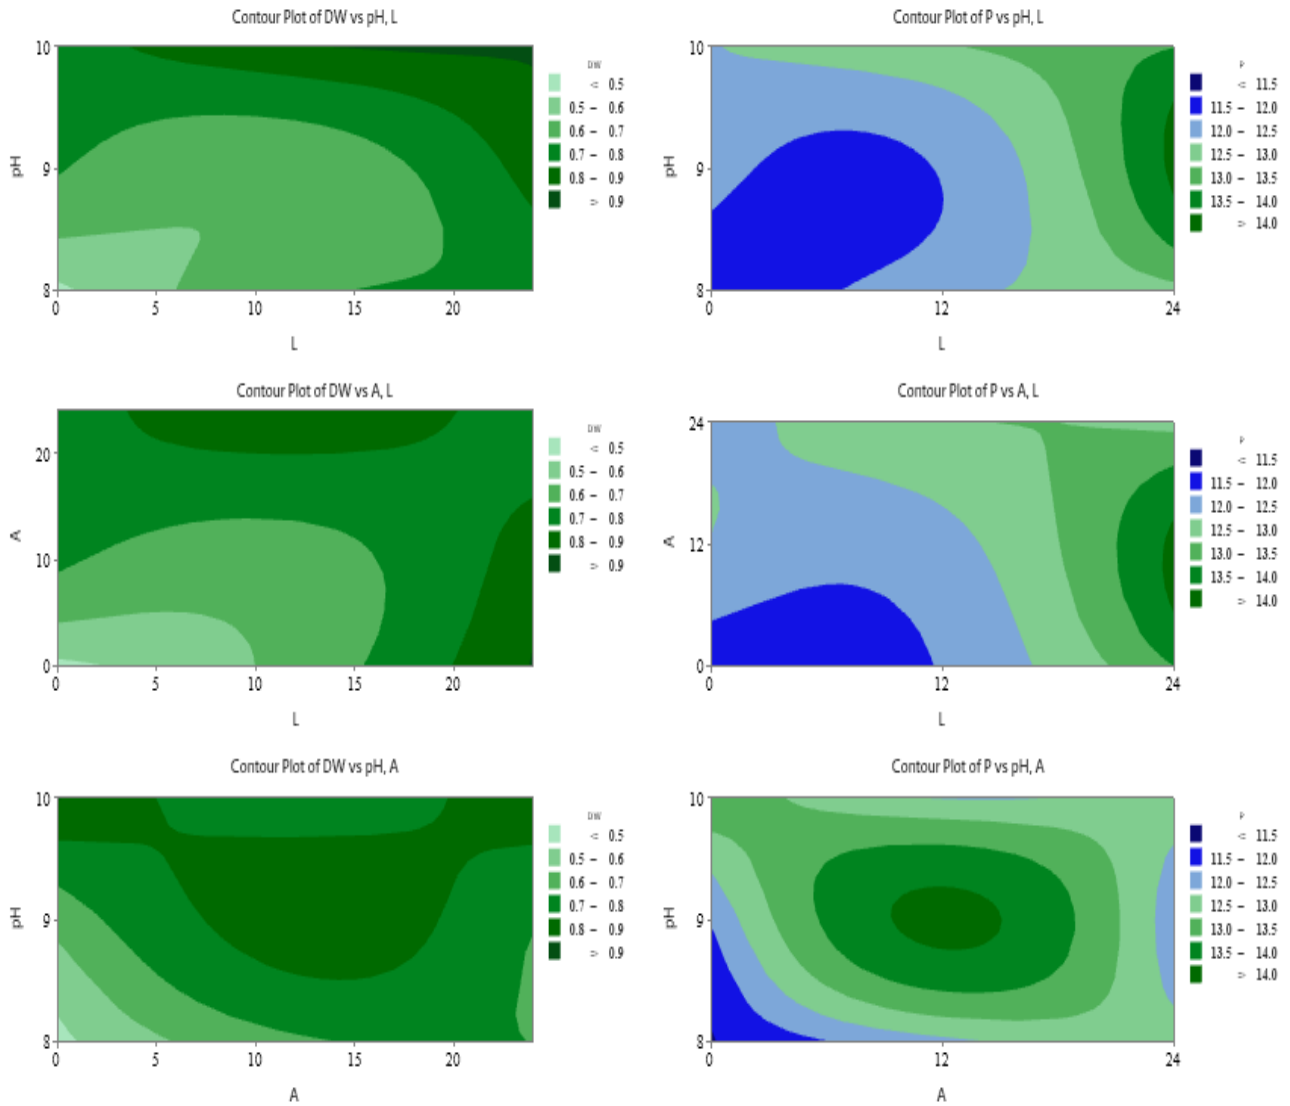 Contour Plot of DW vs pH, L
10
9
8
pH
0 5 10 15 20
L
DW
< 0.5
0.5 – 0.6
0.6 – 0.7
0.7 – 0.8
0.8 – 0.9
> 0.9
Contour Plot of P vs pH, L
10
9
8
pH
0 12 24
L
P
< 11.5
11.5 – 12.0
12.0 – 12.5
12.5 – 13.0
13.0 – 13.5
13.5 – 14.0
> 14.0
Contour Plot of DW vs A, L
20
10
0
A
0 5 10 15 20
L
DW
< 0.5
0.5 – 0.6
0.6 – 0.7
0.7 – 0.8
0.8 – 0.9
> 0.9
Contour Plot of P vs A, L
24
12
0
A
0 12 24
L
P
< 11.5
11.5 – 12.0
12.0 – 12.5
12.5 – 13.0
13.0 – 13.5
13.5 – 14.0
> 14.0
Contour Plot of DW vs pH, A
10
9
8
pH
0 5 10 15 20
A
DW
< 0.5
0.5 – 0.6
0.6 – 0.7
0.7 – 0.8
0.8 – 0.9
> 0.9
Contour Plot of P vs pH, A
10
9
8
pH
0 12 24
A
P
< 11.5
11.5 – 12.0
12.0 – 12.5
12.5 – 13.0
13.0 – 13.5
13.5 – 14.0
> 14.0